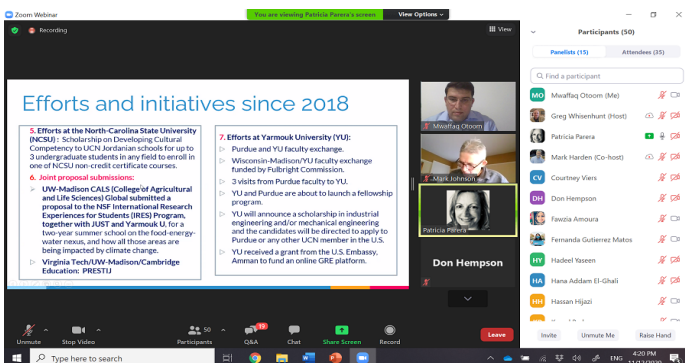 Zoom Webinar
You are viewing Patricia Parera's screen
View Options
Recording
View
Efforts and initiatives since 2018
5. Efforts at the North-Carolina State University
(NCSU) : Scholarship on Developing Cultural
Competency to UCN Jordanian schools for up to
3 undergraduate students in any field to enroll in
one of NCSU non-credit certificate courses.
6. Joint proposal submissions:
UW-Madison CALS (College of Agricultural
and Life Sciences) Global submitted a
proposal to the NSF International Research
Experiences for Students (IRES) Program,
together with JUST and Yarmouk U, for a
two-year summer school on the food-energy-
water nexus, and how all those areas are
being impacted by climate change.
Virginia Tech/UW-Madison/Cambridge
Education: PRESTIJ
7. Efforts at Yarmouk University (YU):
Purdue and YU faculty exchange.
Wisconsin-Madison/YU faculty exchange
funded by Fulbright Commission.
3 visits from Purdue faculty to YU.
YU and Purdue are about to launch a fellowship
program.
YU will announce a scholarship in industrial
engineering and/or mechanical engineering
and the candidates will be directed to apply to
Purdue or any other UCN member in the U.S.
YU received a grant from the U.S. Embassy,
Amman to fund an online GRE platform.
Mwaffaq Otoom
Mark Johnson
Patricia Parera
Don Hempson
Participants (50)
Panelists (15)
Attendees (35)
Find a participant
MO Mwaffaq Otoom (Me)
Greg Whisenhunt (Host)
Patricia Parera
Mark Harden (Co-host)
CV Courtney Viers
DH Don Hempson
Fawzia Amoura
Fernanda Gutierrez Matos
HY Hadeel Yaseen
HA Hana Addam El-Ghali
HH Hassan Hijazi
Invite
Unmute Me
Raise Hand
Unmute
Stop Video
Participants
50
Q&A
Chat
Share Screen
Record
Leave
Type here to search
ENG
4:20 PM